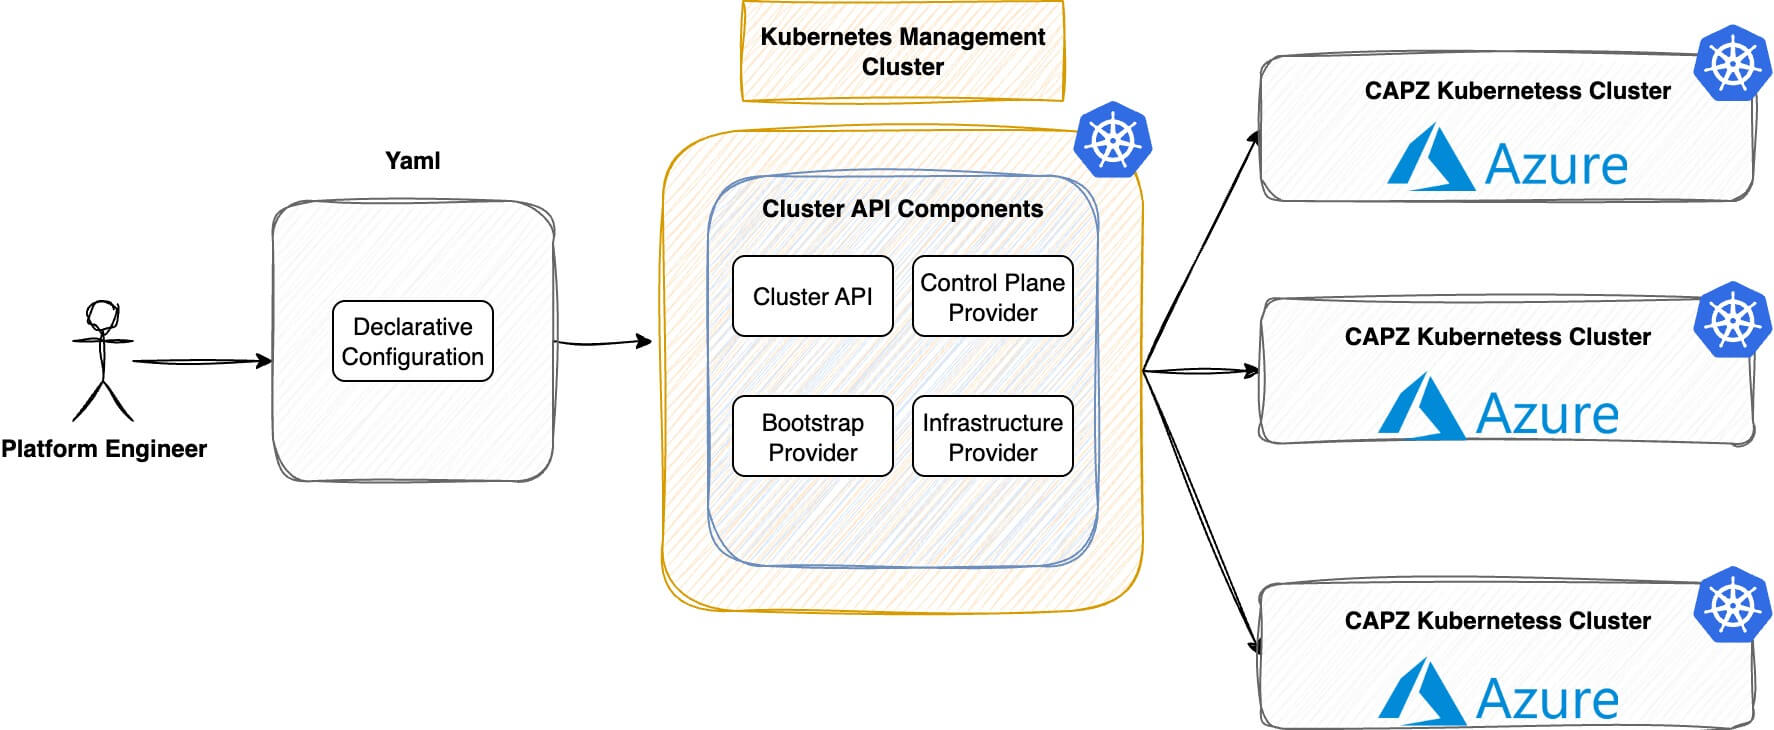 Platform Engineer
Yaml
Declarative
Configuration
Kubernetes Management
Cluster
Cluster API Components
Cluster API
Control Plane
Provider
Bootstrap
Provider
Infrastructure
Provider
CAPZ Kubernetess Cluster
Azure
CAPZ Kubernetess Cluster
Azure
CAPZ Kubernetess Cluster
Azure